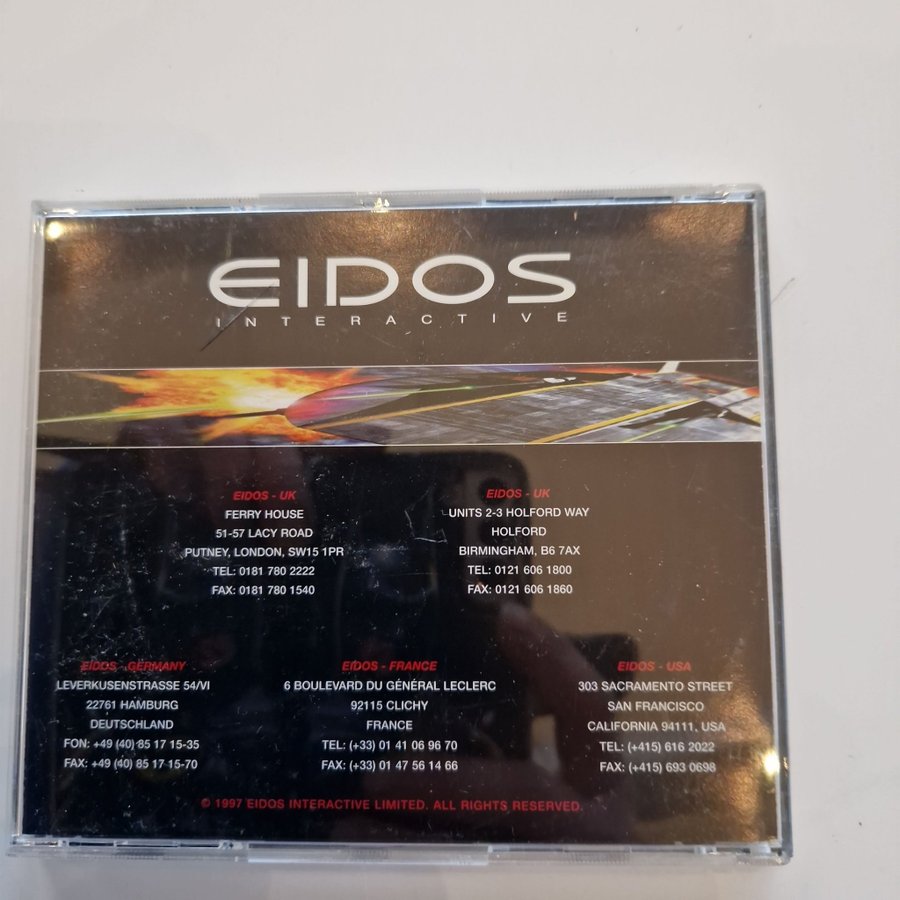 EIDOS
INTERACTIVE
EIDOS - UK
FERRY HOUSE
51-57 LACY ROAD
PUTNEY, LONDON, SW15 1PR
TEL: 0181 780 2222
FAX: 0181 780 1540
EIDOS - UK
UNITS 2-3 HOLFORD WAY
HOLFORD
BIRMINGHAM, B6 7AX
TEL: 0121 606 1800
FAX: 0121 606 1860
EIDOS - GERMANY
LEVERKUSENSTRASSE 54/VI
22761 HAMBURG
DEUTSCHLAND
FON: +49 (40) 85 17 15-35
FAX: +49 (40) 85 17 15-70
EIDOS - FRANCE
6 BOULEVARD DU GÉNÉRAL LECLERC
92115 CLICHY
FRANCE
TEL: (+33) 01 41 06 96 70
FAX: (+33) 01 47 56 14 66
EIDOS - USA
303 SACRAMENTO STREET
SAN FRANCISCO
CALIFORNIA 94111, USA
TEL: (+415) 616 2022
FAX: (+415) 693 0698
© 1997 EIDOS INTERACTIVE LIMITED. ALL RIGHTS RESERVED.